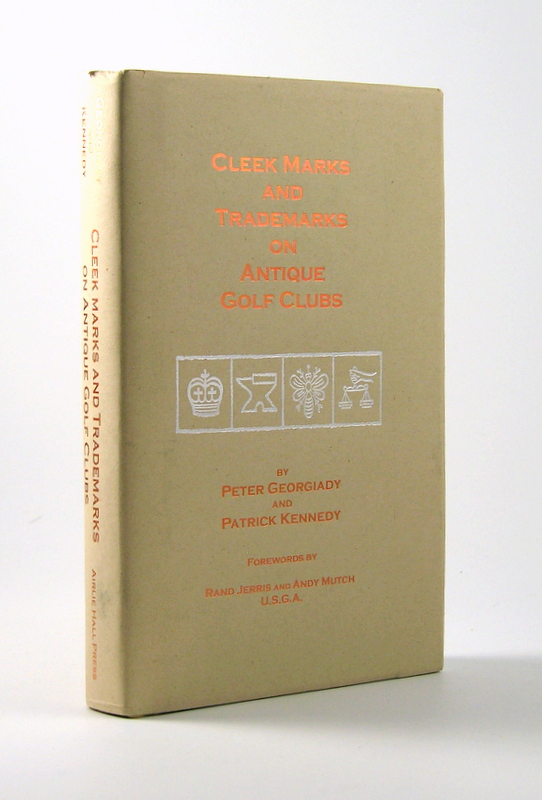 Cleek Marks
and
Trademarks
on
Antique
Golf Clubs
by
Peter Georgiady
and
Patrick Kennedy
Forewords by
Rand Jerris and Andy Mutch
U.S.G.A.
Kennedy
Cleek Marks and Trademarks
on Antique Golf Clubs
Airlie Hall Press